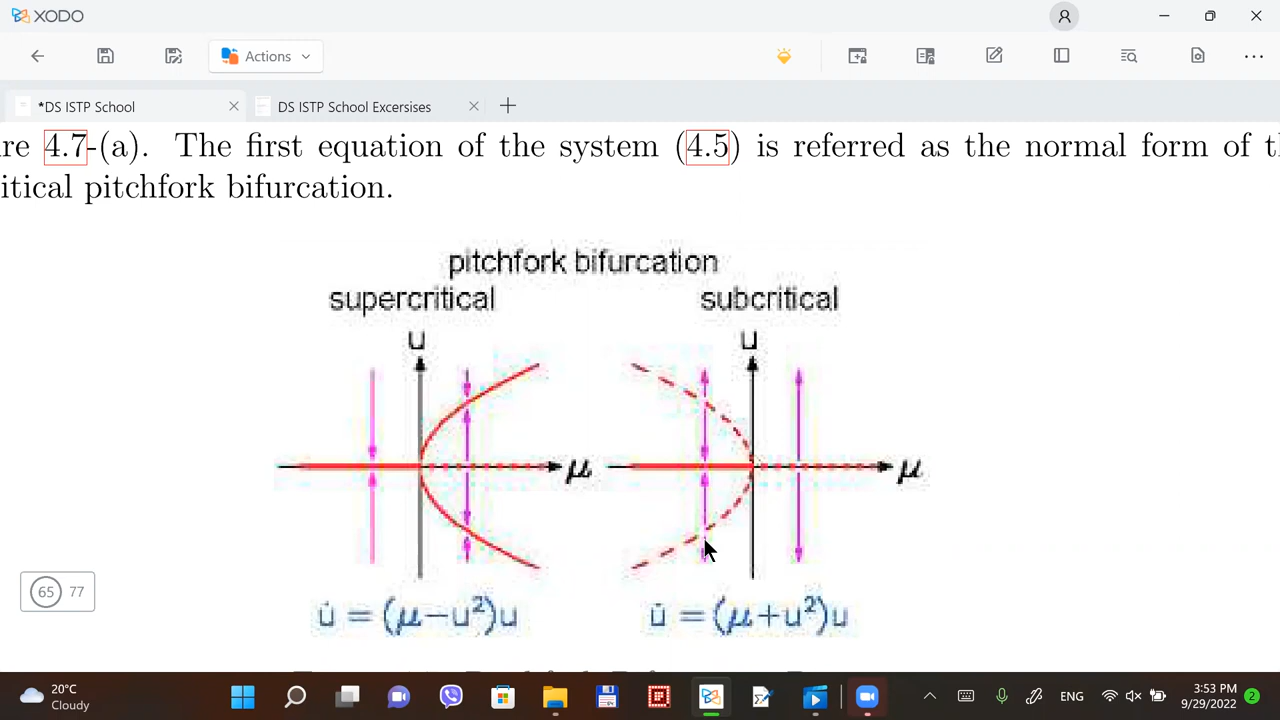 XODO
Actions
*DS ISTP School
DS ISTP School Excersises
re 4.7-(a). The first equation of the system (4.5) is referred as the normal form of t
itical pitchfork bifurcation.
pitchfork bifurcation
supercritical
subcritical
u
u
μ
μ
u̇ = (μ−u²)u
u̇ = (μ+u²)u
65 77
20°C
Cloudy
ENG
3:53 PM
9/29/2022
2